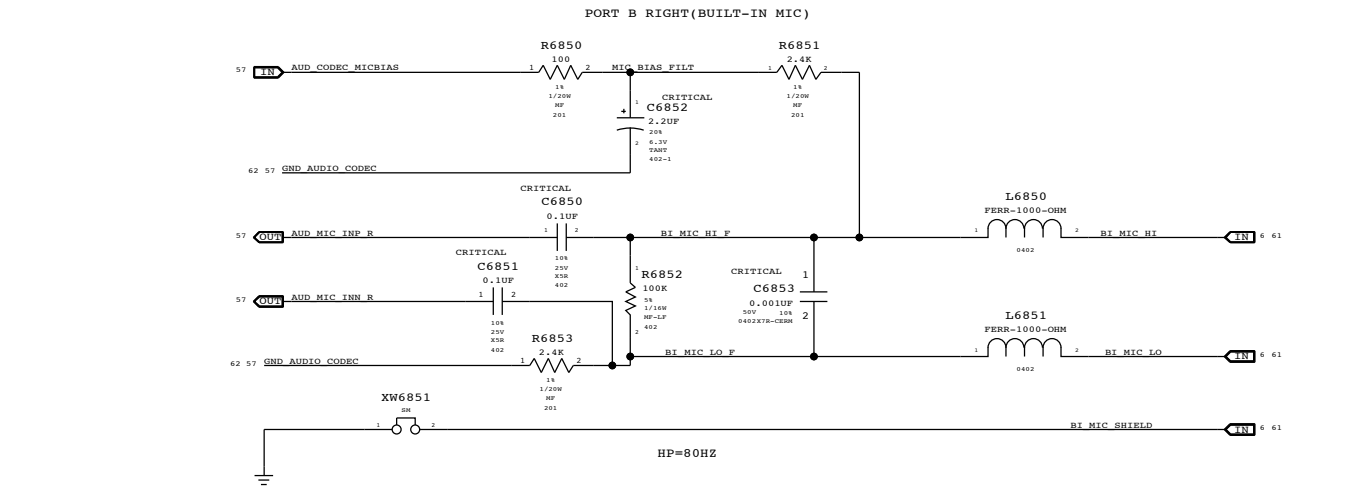 PORT B RIGHT(BUILT-IN MIC)
R6850
100
1%
1/20W
MF
201
R6851
2.4K
1%
1/20W
MF
201
57 IN AUD_CODEC_MICBIAS 1 2 MIC_BIAS_FILT 1 2
CRITICAL
1
+
C6852
2.2UF
20%
6.3V
TANT
402-1
2
62 57 GND_AUDIO_CODEC
CRITICAL
C6850
0.1UF
57 OUT AUD_MIC_INP_R 1 2 BI_MIC_HI_F
10%
25V
X5R
402
L6850
FERR-1000-OHM
1 2 BI_MIC_HI IN 6 61
0402
CRITICAL
C6851
0.1UF
57 OUT AUD_MIC_INN_R 1 2
10%
25V
X5R
402
1
R6852
100K
5%
1/16W
MF-LF
402
2
CRITICAL
1
C6853
0.001UF
50V 10%
0402X7R-CERM
2
R6853
2.4K
62 57 GND_AUDIO_CODEC 1 2
1%
1/20W
MF
201
BI_MIC_LO_F
L6851
FERR-1000-OHM
1 2 BI_MIC_LO IN 6 61
0402
XW6851
SM
1 2 BI_MIC_SHIELD IN 6 61
HP=80HZ